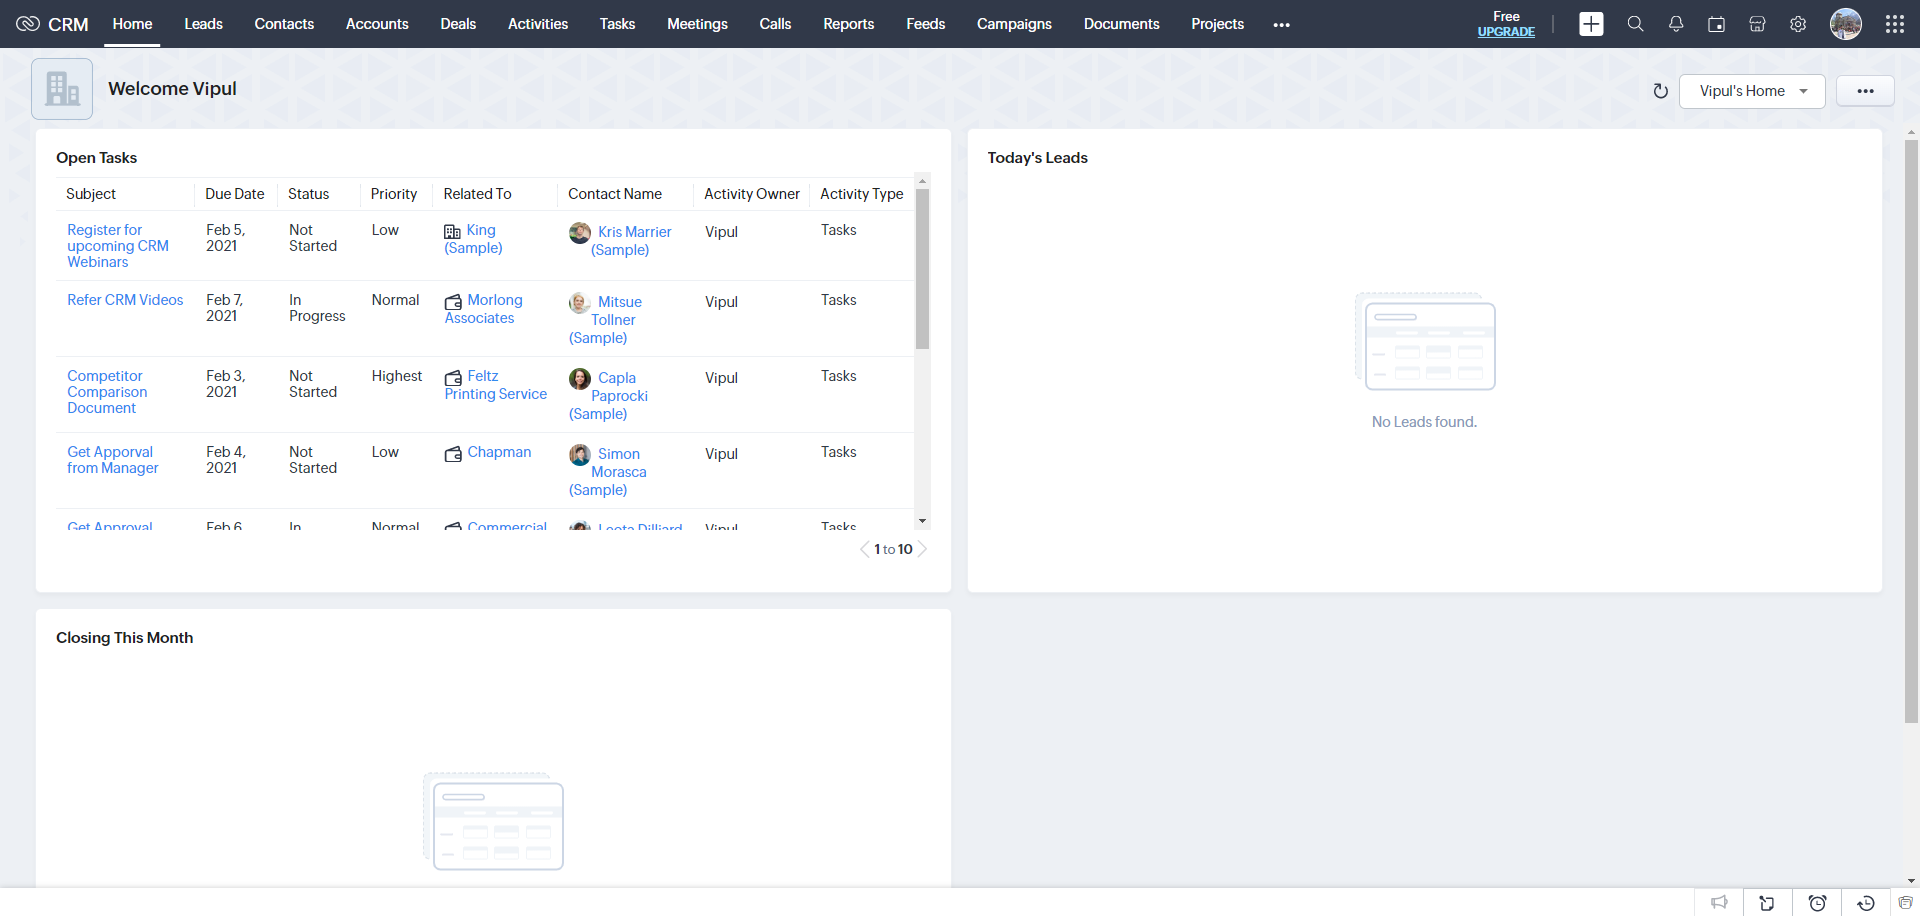 CRM Home Leads Contacts Accounts Deals Activities Tasks Meetings Calls Reports Feeds Campaigns Documents Projects ••• Free
UPGRADE
Welcome Vipul
Vipul's Home
Open Tasks
Subject Due Date Status Priority Related To Contact Name Activity Owner Activity Type
Register for upcoming CRM Webinars Feb 5, 2021 Not Started Low King (Sample) Kris Marrier (Sample) Vipul Tasks
Refer CRM Videos Feb 7, 2021 In Progress Normal Morlong Associates Mitsue Tollner (Sample) Vipul Tasks
Competitor Comparison Document Feb 3, 2021 Not Started Highest Feltz Printing Service Capla Paprocki (Sample) Vipul Tasks
Get Apporval from Manager Feb 4, 2021 Not Started Low Chapman Simon Morasca (Sample) Vipul Tasks
Get Approval Feb 6 In Normal Commercial Leota Dilliard Vipul Tasks
1 to 10
Today's Leads
No Leads found.
Closing This Month